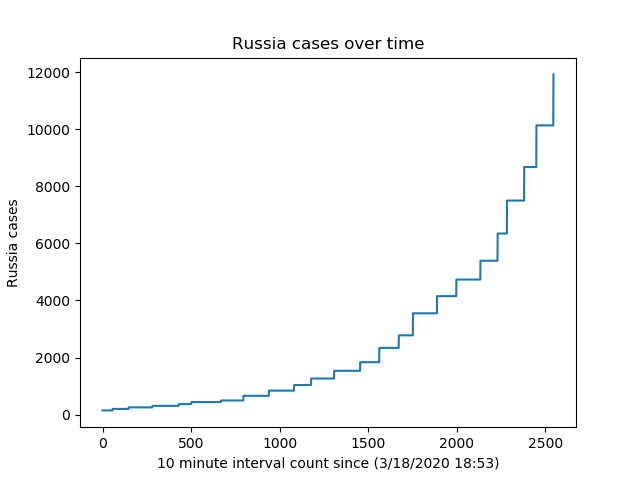 Russia cases over time
12000
10000
8000
6000
4000
2000
0
Russia cases
0 500 1000 1500 2000 2500
10 minute interval count since (3/18/2020 18:53)